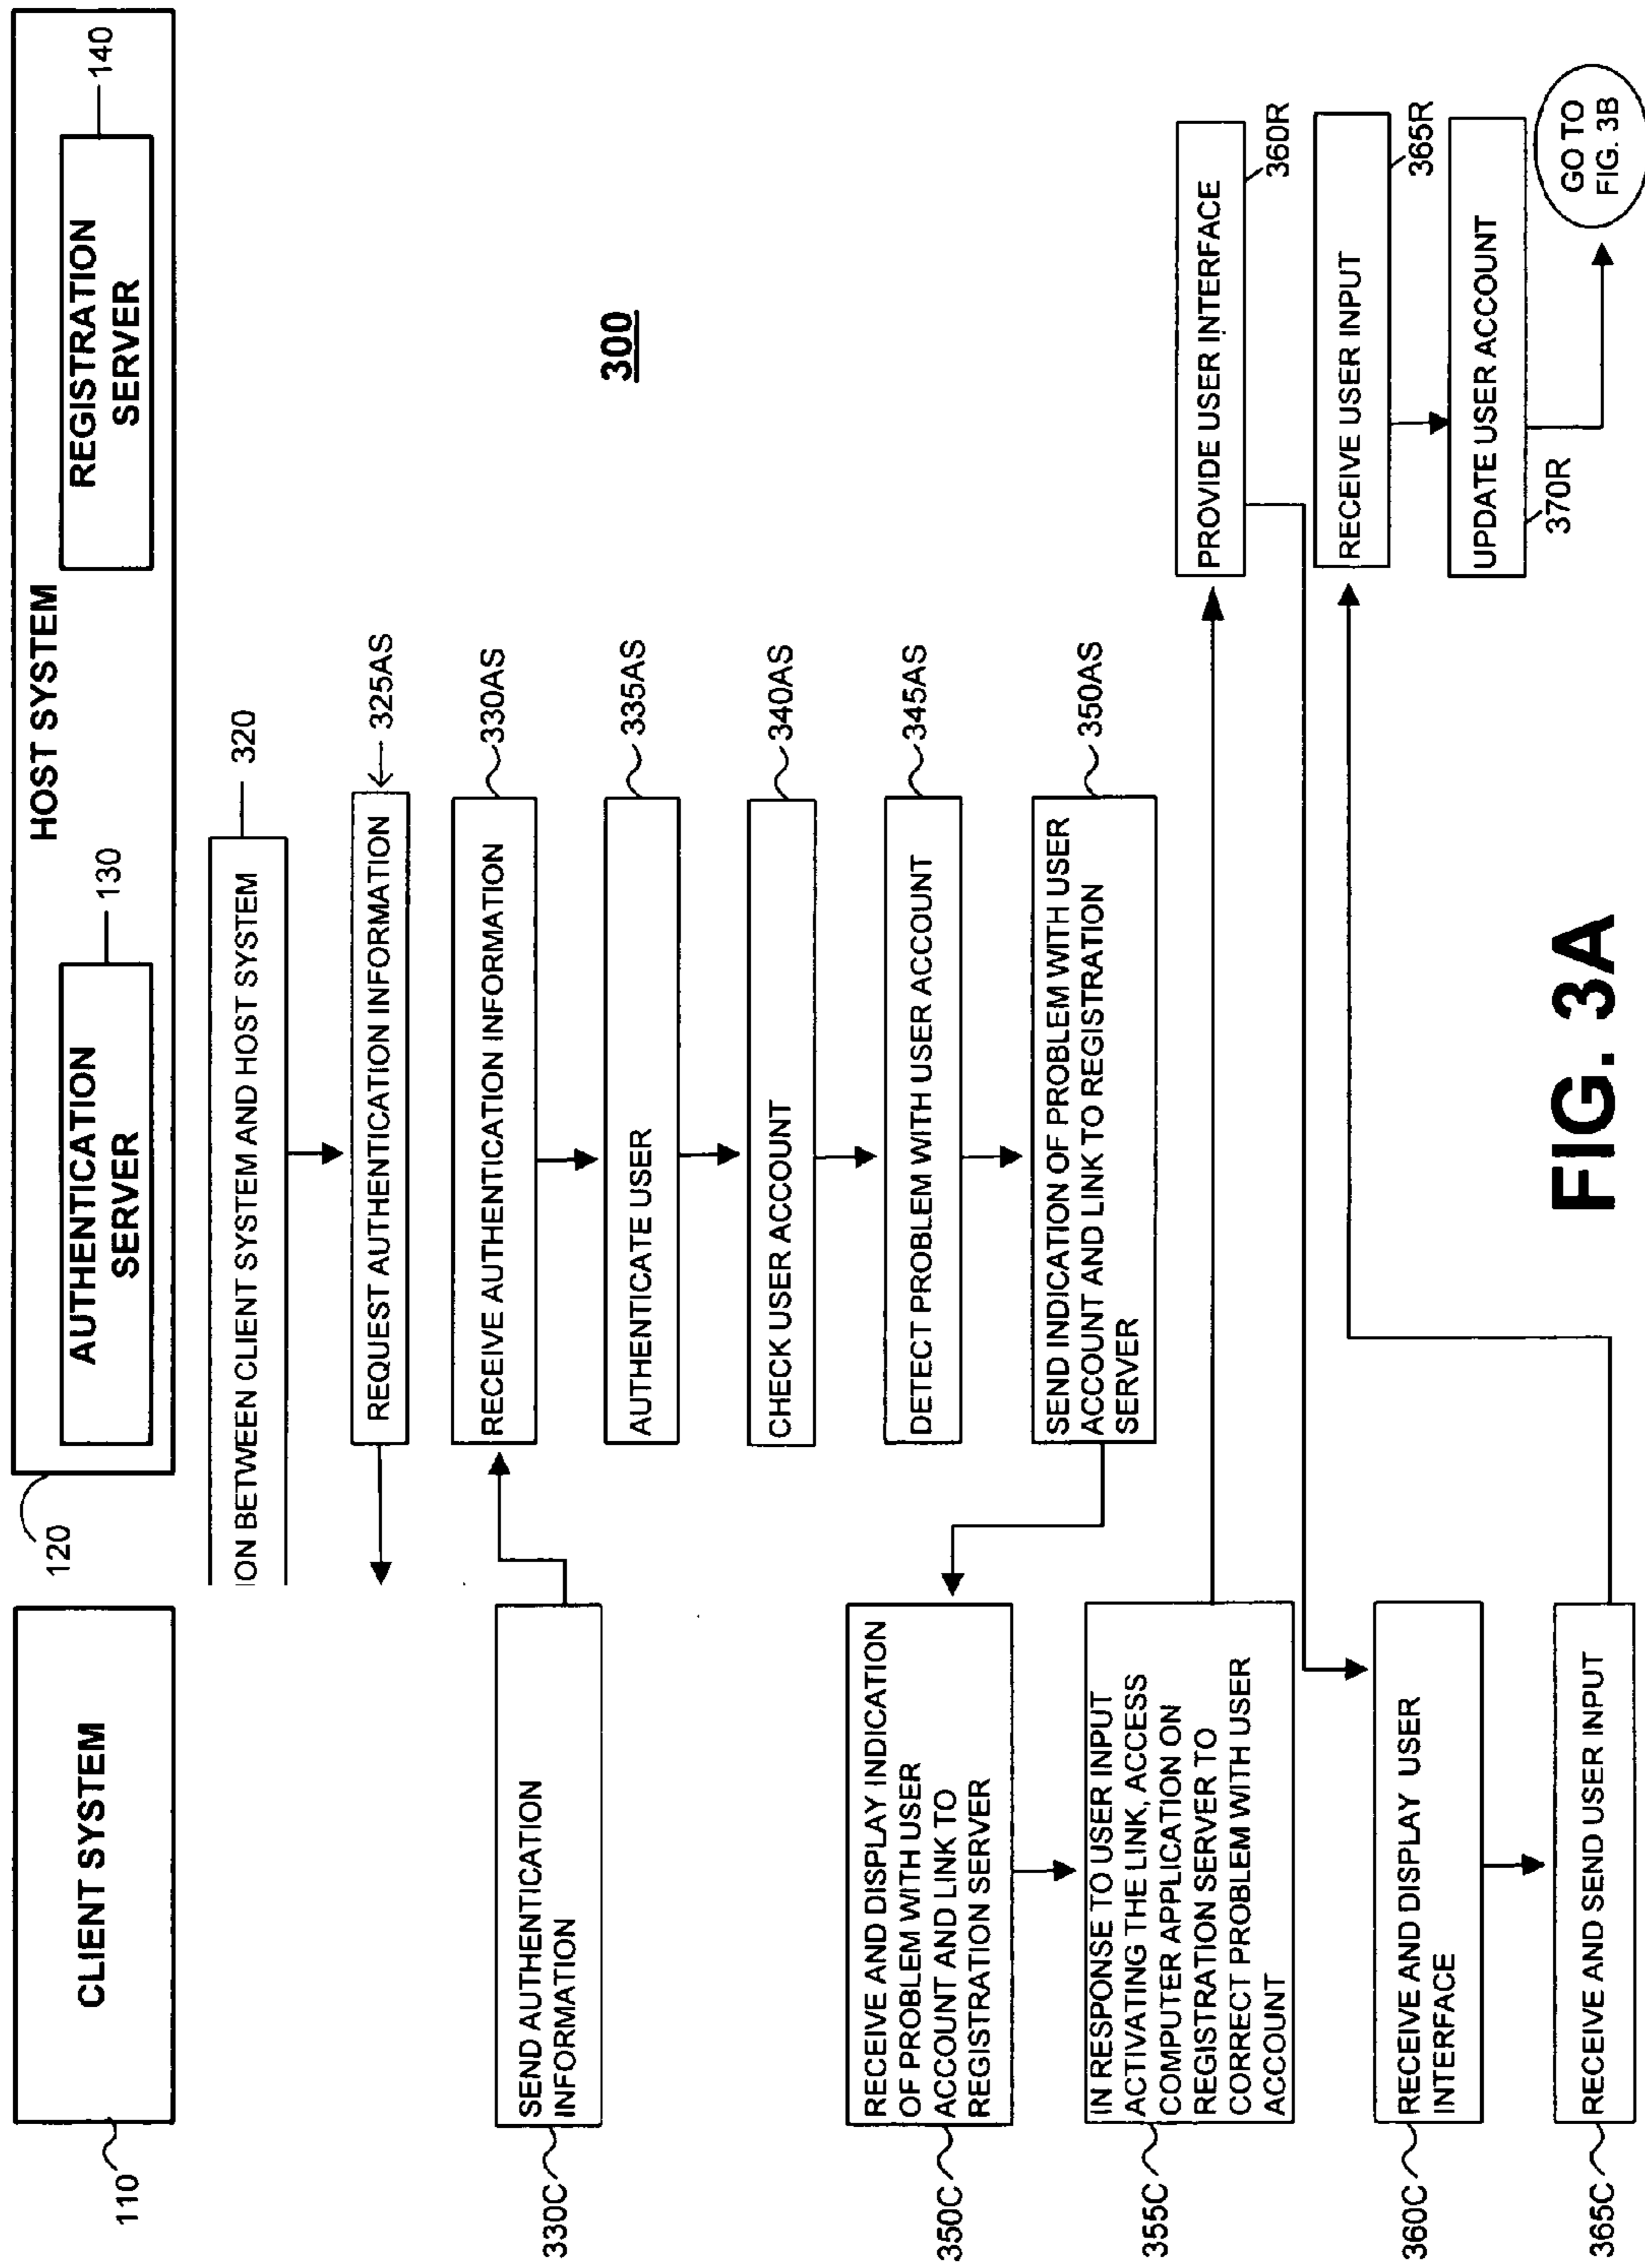 CLIENT SYSTEM
110
HOST SYSTEM
120
AUTHENTICATION
SERVER
130
REGISTRATION
SERVER
140
ION BETWEEN CLIENT SYSTEM AND HOST SYSTEM
320
300
REQUEST AUTHENTICATION INFORMATION
325AS
330C
SEND AUTHENTICATION
INFORMATION
RECEIVE AUTHENTICATION INFORMATION
330AS
AUTHENTICATE USER
335AS
CHECK USER ACCOUNT
340AS
DETECT PROBLEM WITH USER ACCOUNT
345AS
SEND INDICATION OF PROBLEM WITH USER
ACCOUNT AND LINK TO REGISTRATION
SERVER
350AS
350C
RECEIVE AND DISPLAY INDICATION
OF PROBLEM WITH USER
ACCOUNT AND LINK TO
REGISTRATION SERVER
355C
IN RESPONSE TO USER INPUT
ACTIVATING THE LINK, ACCESS
COMPUTER APPLICATION ON
REGISTRATION SERVER TO
CORRECT PROBLEM WITH USER
ACCOUNT
PROVIDE USER INTERFACE
360R
360C
RECEIVE AND DISPLAY USER
INTERFACE
365C
RECEIVE AND SEND USER INPUT
RECEIVE USER INPUT
365R
UPDATE USER ACCOUNT
370R
GO TO
FIG. 3B
FIG. 3A